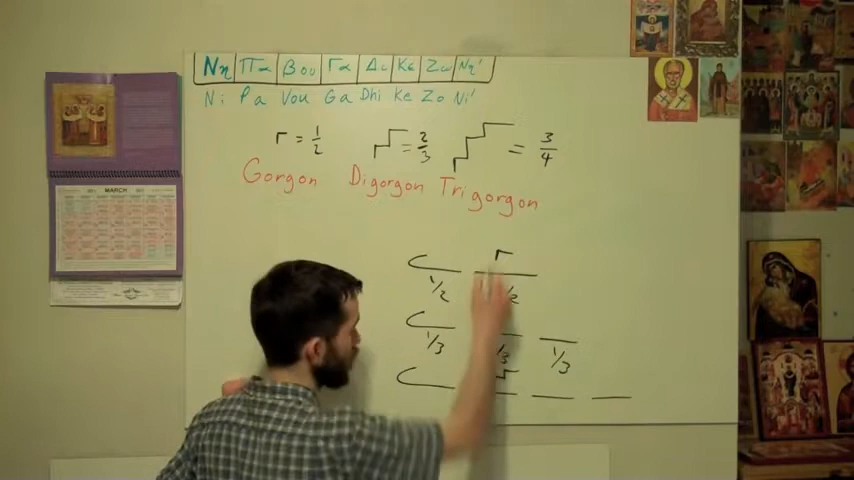 Νη Πα Βου Γα Δι Κε Ζω Νη'
Ni Pa Vou Ga Dhi Ke Zo Ni'
= 1/2 = 2/3 = 3/4
Gorgon Digorgon Trigorgon
1/2 1/2
1/3 1/3 1/3
MARCH